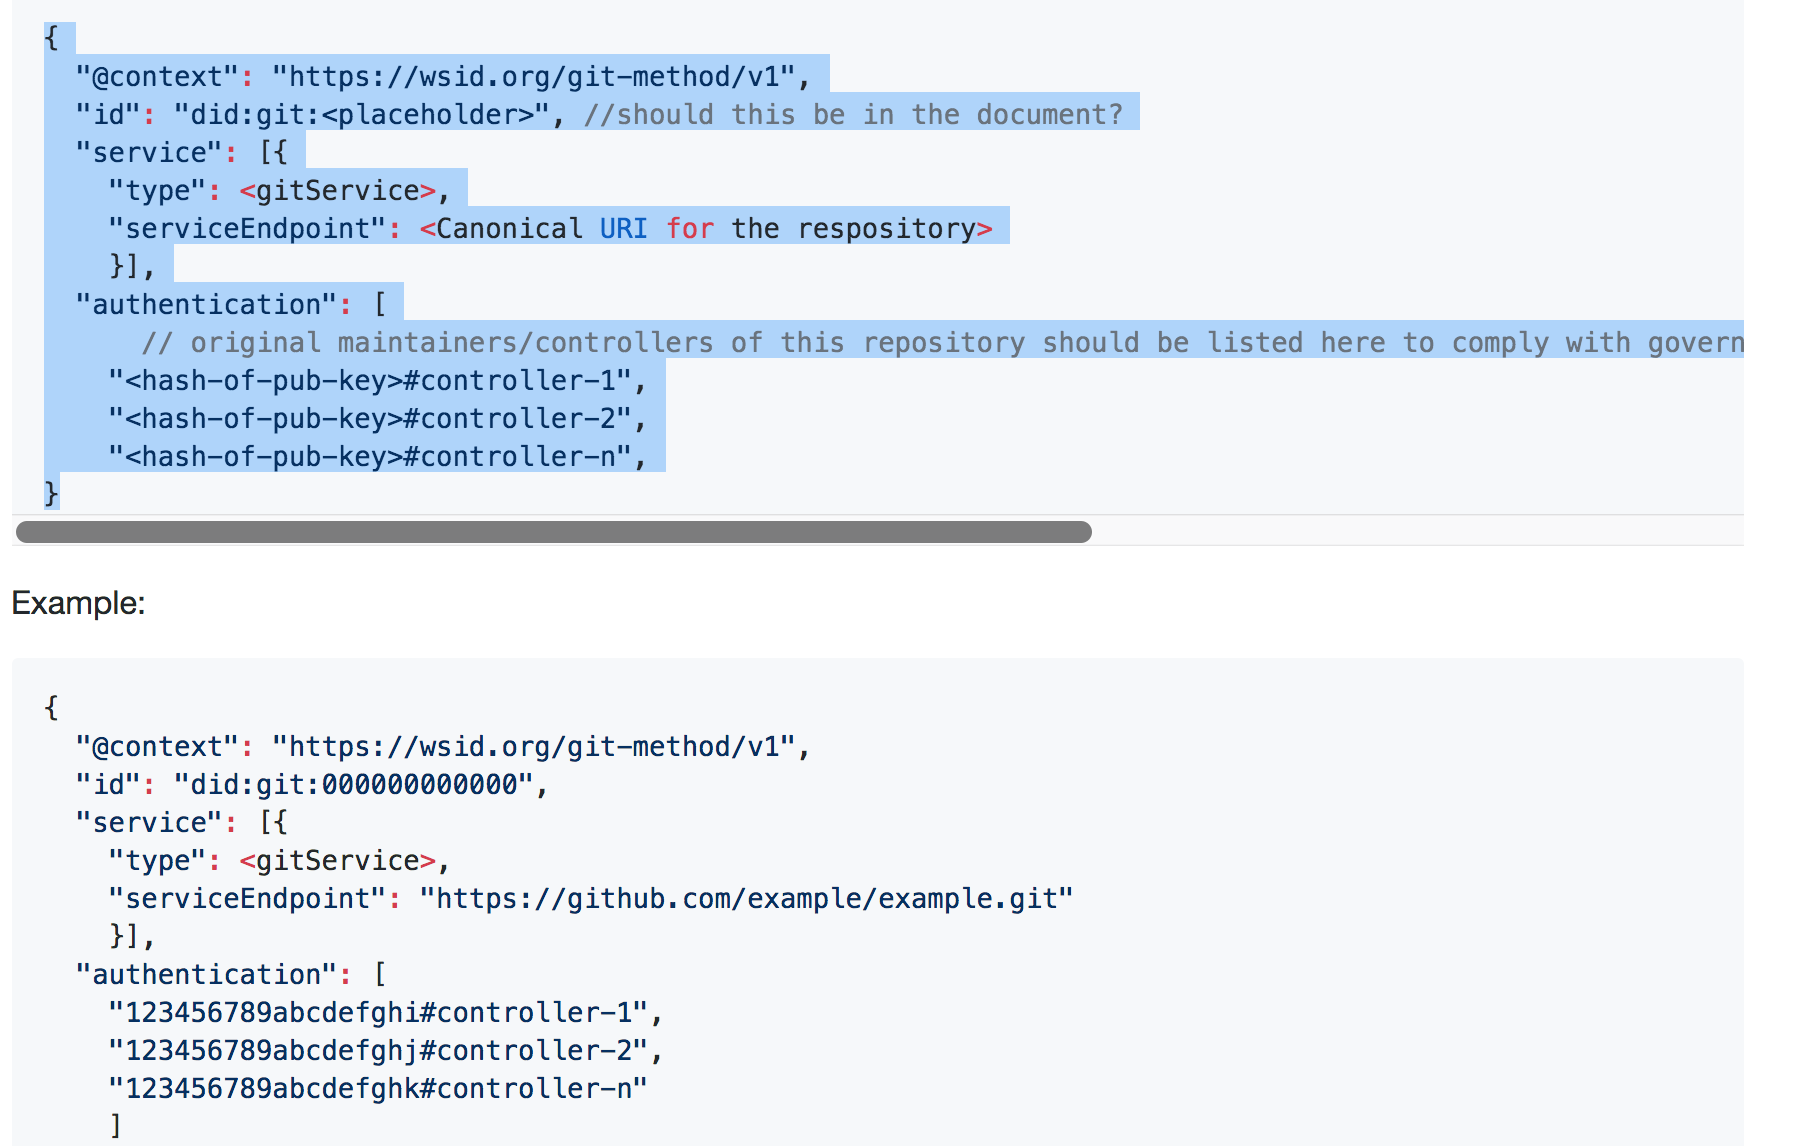 {
  "@context": "https://wsid.org/git-method/v1",
  "id": "did:git:<placeholder>", //should this be in the document?
  "service": [{
    "type": <gitService>,
    "serviceEndpoint": <Canonical URI for the respository>
    }],
  "authentication": [
      // original maintainers/controllers of this repository should be listed here to comply with govern
    "<hash-of-pub-key>#controller-1",
    "<hash-of-pub-key>#controller-2",
    "<hash-of-pub-key>#controller-n",
}
Example:
{
  "@context": "https://wsid.org/git-method/v1",
  "id": "did:git:000000000000",
  "service": [{
    "type": <gitService>,
    "serviceEndpoint": "https://github.com/example/example.git"
    }],
  "authentication": [
    "123456789abcdefghi#controller-1",
    "123456789abcdefghj#controller-2",
    "123456789abcdefghk#controller-n"
    ]